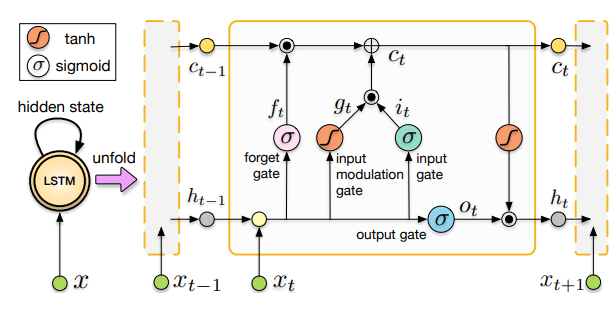 tanh
σ sigmoid
hidden state
LSTM
unfold
x
c_{t-1}
h_{t-1}
x_{t-1}
f_t
σ
forget
gate
g_t
input
modulation
gate
i_t
σ
input
gate
c_t
output gate
σ
o_t
x_t
c_t
h_t
x_{t+1}